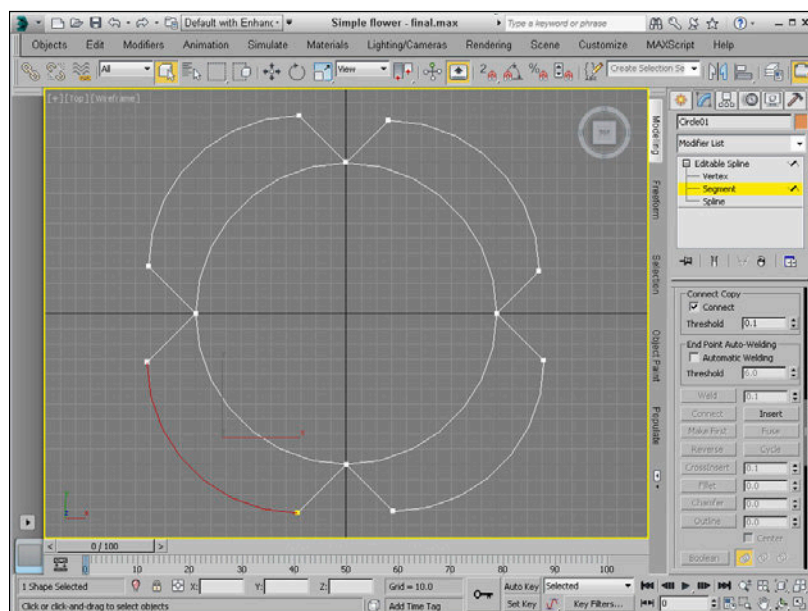 Default with Enhanc
Simple flower - final.max
Type a keyword or phrase
Objects Edit Modifiers Animation Simulate Materials Lighting/Cameras Rendering Scene Customize MAXScript Help
All
View
Create Selection Se
[+] [Top] [Wireframe]
TOP
Modeling
Freeform
Selection
Object Paint
Populate
Circle01
Modifier List
Editable Spline
Vertex
Segment
Spline
Connect Copy
Connect
Threshold 0.1
End Point Auto-Welding
Automatic Welding
Threshold 6.0
Weld 0.1
Connect Insert
Make First Fuse
Reverse Cycle
CrossInsert 0.1
Fillet 0.0
Chamfer 0.0
Outline 0.0
Center
Boolean
0 / 100
0 10 20 30 40 50 60 70 80 90 100
1 Shape Selected
X: Y: Z:
Grid = 10.0
Auto Key Selected
Click or click-and-drag to select objects
Add Time Tag
Set Key Key Filters...
0